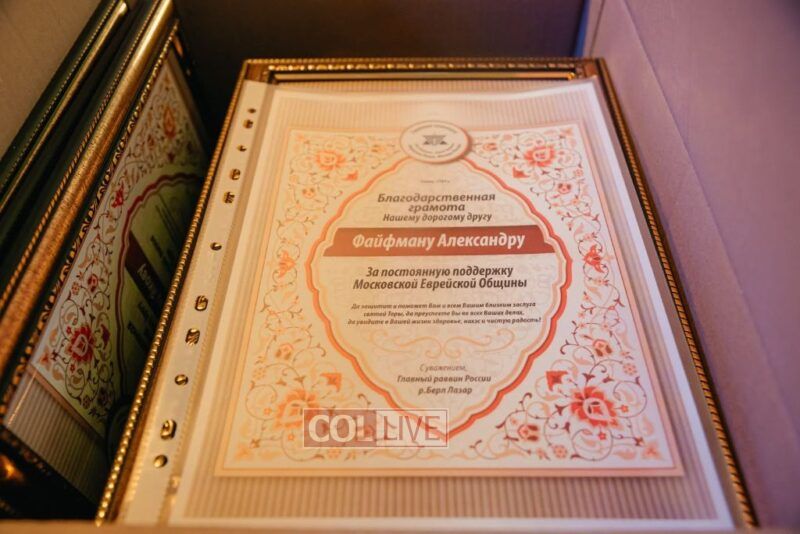 Благодарственная
грамота
Нашему дорогому другу
Файфману Александру
За постоянную поддержку
Московской Еврейской Общины
Да защитит и поможет Вам и всем Вашим близким заслуга
святой Торы, да преуспеете Вы во всех Ваших делах,
да увидите в Вашей жизни здоровье, нахэс и чистую радость!
С уважением,
Главный раввин России
р.Берл Лазар
COLLIVE